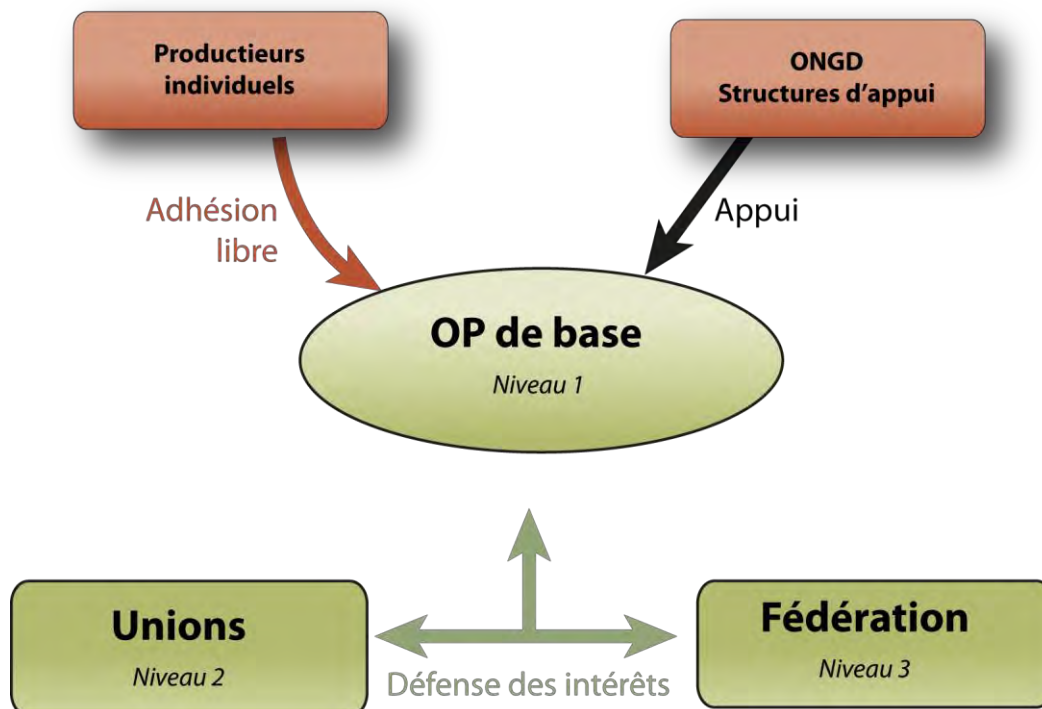 Productieurs
individuels
ONGD
Structures d'appui
Adhésion
libre
Appui
OP de base
Niveau 1
Unions
Niveau 2
Fédération
Niveau 3
Défense des intérêts